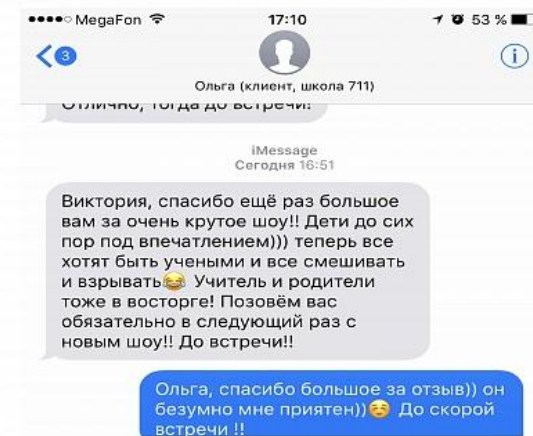 MegaFon 17:10 53 %
3
Ольга (клиент, школа 711)
Отлично, тогда до встречи!
iMessage
Сегодня 16:51
Виктория, спасибо ещё раз большое
вам за очень крутое шоу!! Дети до сих
пор под впечатлением))) теперь все
хотят быть учеными и все смешивать
и взрывать😂 Учитель и родители
тоже в восторге! Позовём вас
обязательно в следующий раз с
новым шоу!! До встречи!!
Ольга, спасибо большое за отзыв)) он
безумно мне приятен))☺️ До скорой
встречи !!